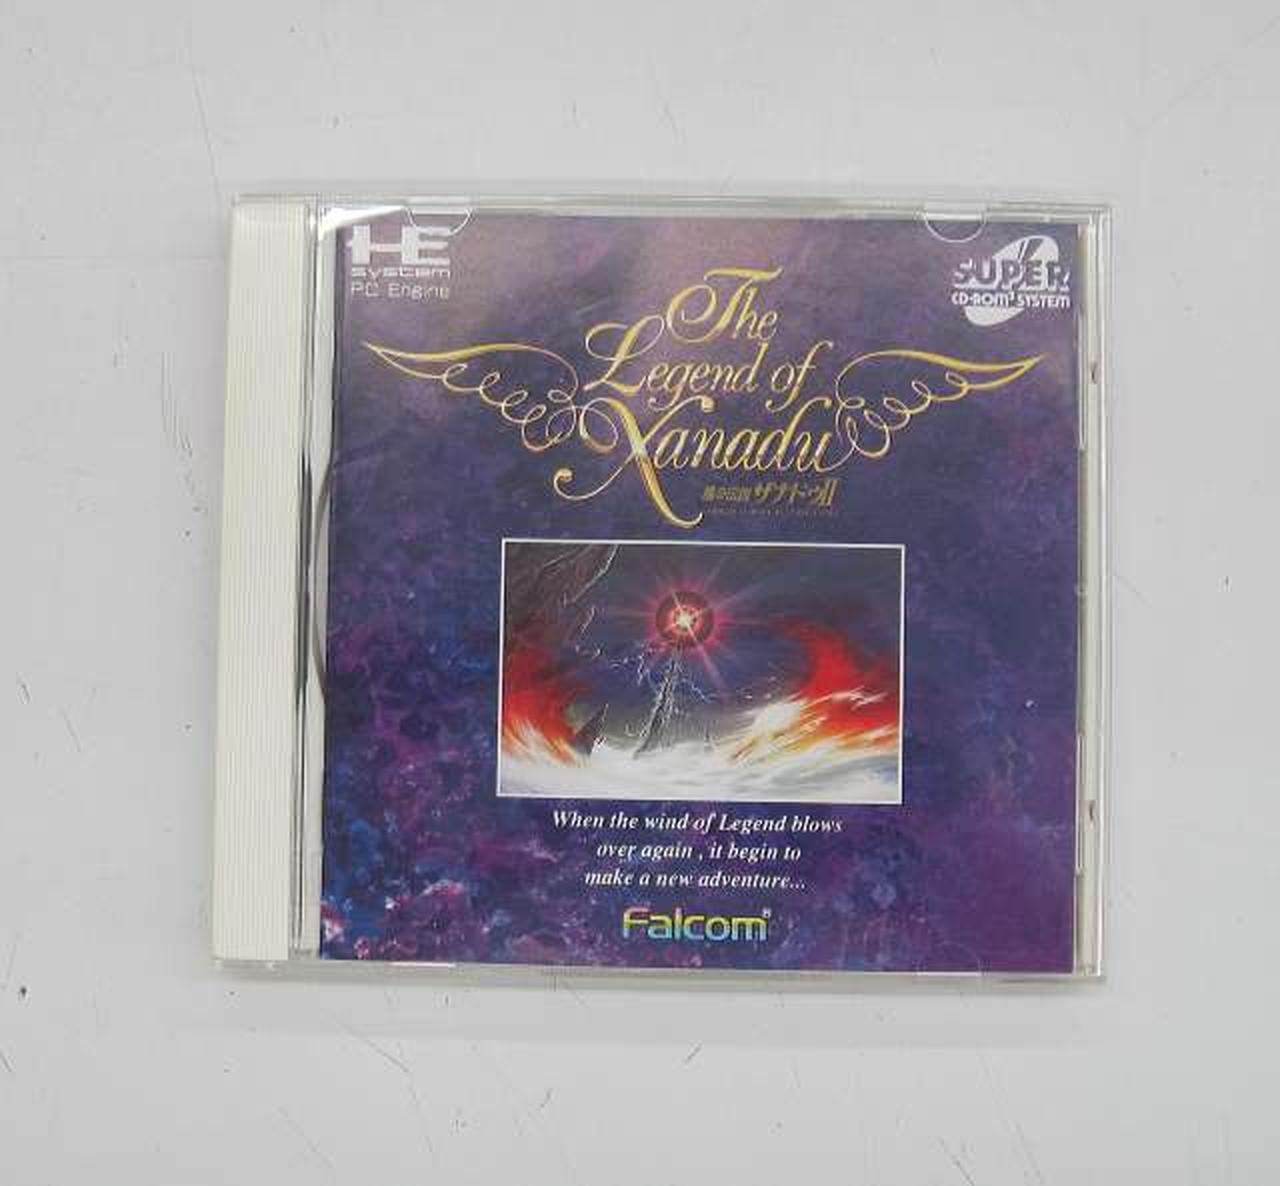 HE
system
PC Engine
SUPER
CD-ROM² SYSTEM
The
Legend of
Xanadu
風の伝説 ザナドゥII
When the wind of Legend blows
over again , it begin to
make a new adventure...
Falcom®